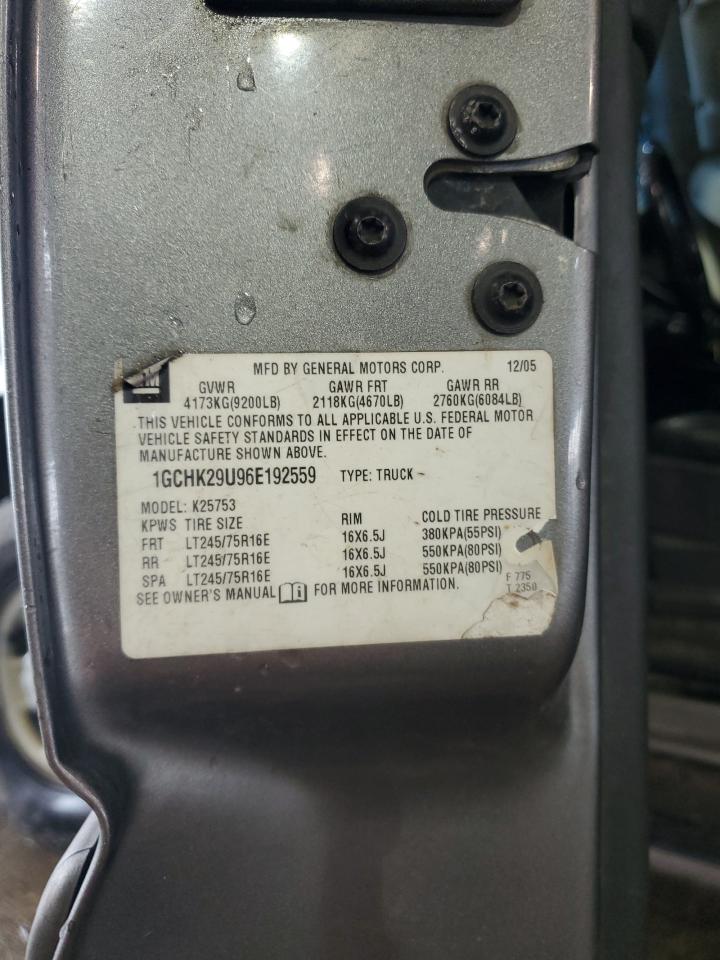 MFD BY GENERAL MOTORS CORP. 12/05
GVWR GAWR FRT GAWR RR
4173KG(9200LB) 2118KG(4670LB) 2760KG(6084LB)
THIS VEHICLE CONFORMS TO ALL APPLICABLE U.S. FEDERAL MOTOR
VEHICLE SAFETY STANDARDS IN EFFECT ON THE DATE OF
MANUFACTURE SHOWN ABOVE.
1GCHK29U96E192559 TYPE: TRUCK
MODEL: K25753
KPWS TIRE SIZE RIM COLD TIRE PRESSURE
FRT LT245/75R16E 16X6.5J 380KPA(55PSI)
RR LT245/75R16E 16X6.5J 550KPA(80PSI)
SPA LT245/75R16E 16X6.5J 550KPA(80PSI)
SEE OWNER'S MANUAL FOR MORE INFORMATION.
F 775
T 2350